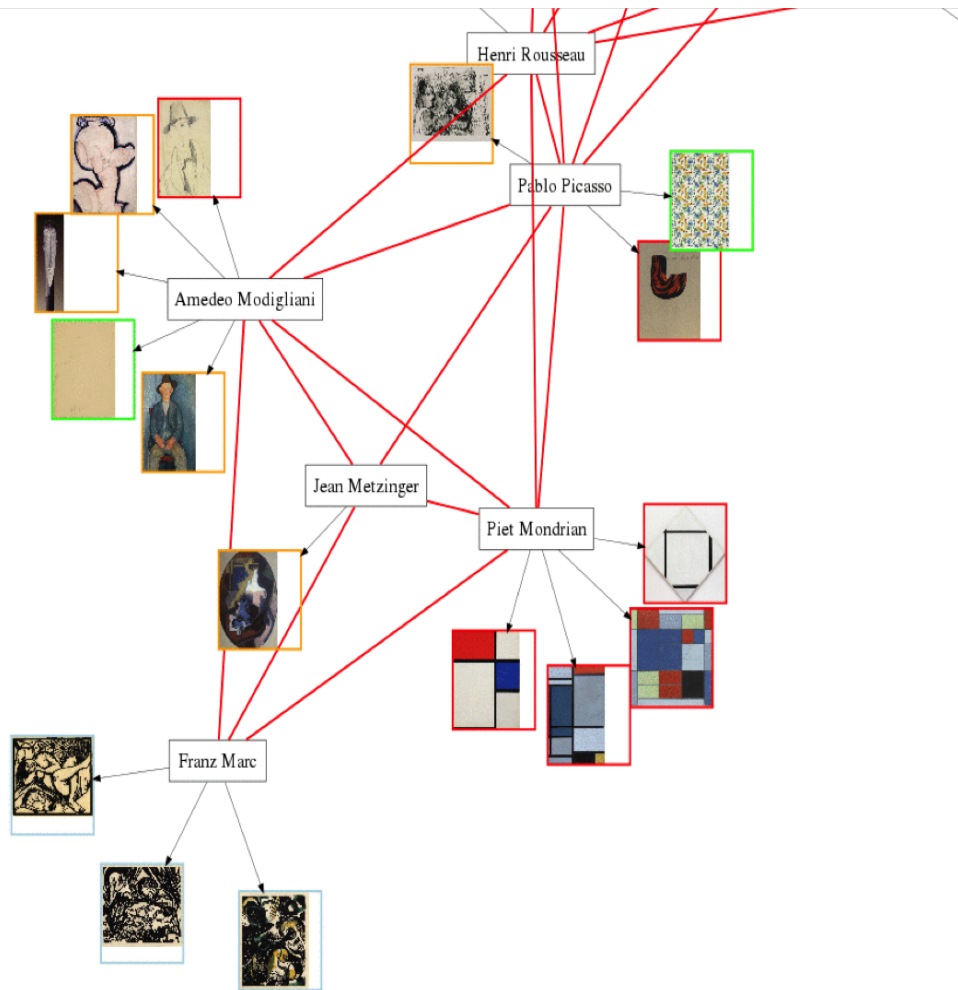 Henri Rousseau
Pablo Picasso
Amedeo Modigliani
Jean Metzinger
Piet Mondrian
Franz Marc